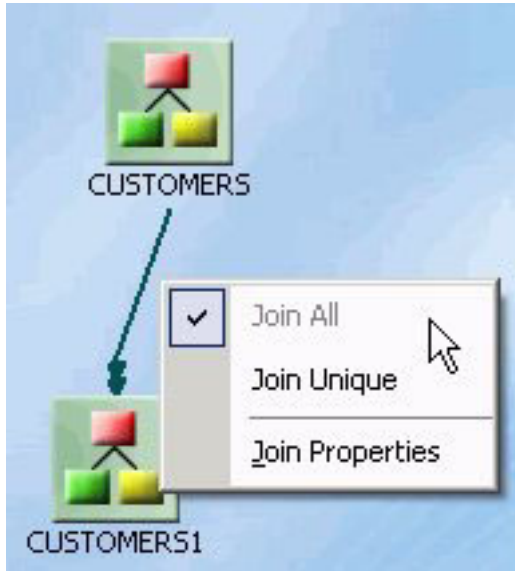 CUSTOMERS
Join All
Join Unique
Join Properties
CUSTOMERS1